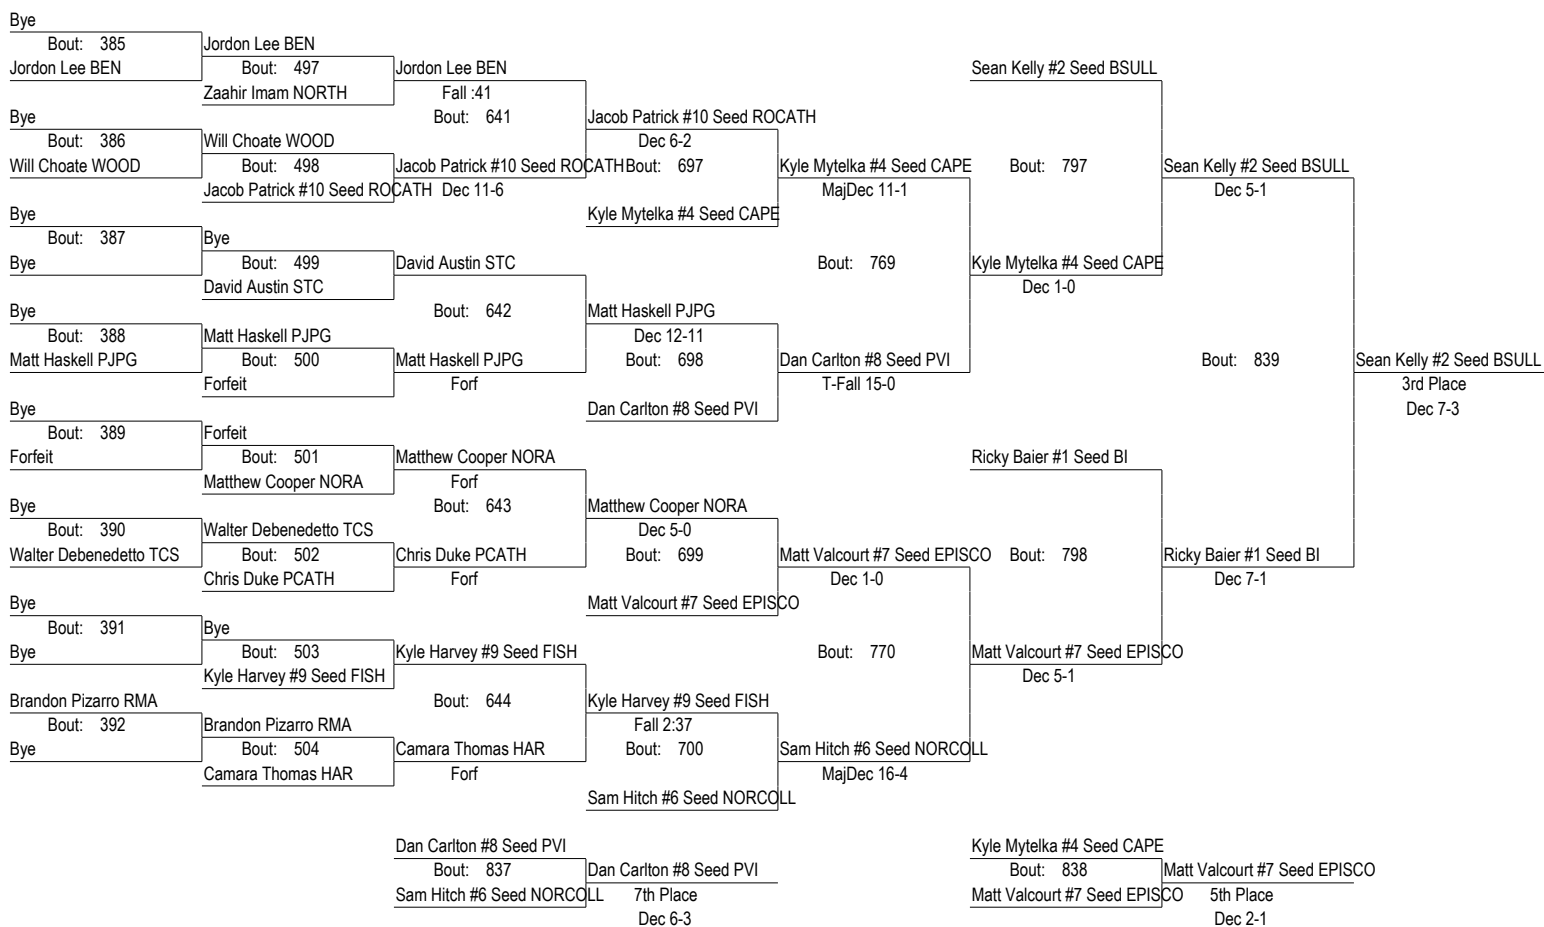 Bye
Bout: 385
Jordon Lee BEN
Jordon Lee BEN
Bout: 497
Zaahir Imam NORTH
Jordon Lee BEN
Fall :41
Bout: 641
Bye
Bout: 386
Will Choate WOOD
Will Choate WOOD
Bout: 498
Jacob Patrick #10 Seed ROCATH
Jacob Patrick #10 Seed ROCATH
Dec 11-6
Jacob Patrick #10 Seed ROCATH
Dec 6-2
Bout: 697
Kyle Mytelka #4 Seed CAPE
Kyle Mytelka #4 Seed CAPE
MajDec 11-1
Bout: 769
Bye
Bout: 387
Bye
Bye
Bout: 499
David Austin STC
David Austin STC
Bout: 642
Bye
Bout: 388
Matt Haskell PJPG
Matt Haskell PJPG
Bout: 500
Forfeit
Matt Haskell PJPG
Forf
Matt Haskell PJPG
Dec 12-11
Bout: 698
Dan Carlton #8 Seed PVI
Dan Carlton #8 Seed PVI
T-Fall 15-0
Sean Kelly #2 Seed BSULL
Bout: 797
Kyle Mytelka #4 Seed CAPE
Dec 1-0
Sean Kelly #2 Seed BSULL
Dec 5-1
Bout: 839
Sean Kelly #2 Seed BSULL
3rd Place
Dec 7-3
Bye
Bout: 389
Forfeit
Forfeit
Bout: 501
Matthew Cooper NORA
Matthew Cooper NORA
Forf
Bout: 643
Bye
Bout: 390
Walter Debenedetto TCS
Walter Debenedetto TCS
Bout: 502
Chris Duke PCATH
Chris Duke PCATH
Forf
Matthew Cooper NORA
Dec 5-0
Bout: 699
Matt Valcourt #7 Seed EPISCO
Matt Valcourt #7 Seed EPISCO
Dec 1-0
Bout: 770
Bye
Bout: 391
Bye
Bye
Bout: 503
Kyle Harvey #9 Seed FISH
Kyle Harvey #9 Seed FISH
Bout: 644
Brandon Pizarro RMA
Bout: 392
Bye
Brandon Pizarro RMA
Bout: 504
Camara Thomas HAR
Camara Thomas HAR
Forf
Kyle Harvey #9 Seed FISH
Fall 2:37
Bout: 700
Sam Hitch #6 Seed NORCOLL
Sam Hitch #6 Seed NORCOLL
MajDec 16-4
Ricky Baier #1 Seed BI
Bout: 798
Matt Valcourt #7 Seed EPISCO
Dec 5-1
Ricky Baier #1 Seed BI
Dec 7-1
Dan Carlton #8 Seed PVI
Bout: 837
Sam Hitch #6 Seed NORCOLL
Dan Carlton #8 Seed PVI
7th Place
Dec 6-3
Kyle Mytelka #4 Seed CAPE
Bout: 838
Matt Valcourt #7 Seed EPISCO
Matt Valcourt #7 Seed EPISCO
5th Place
Dec 2-1